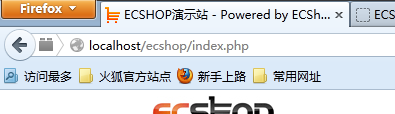 Firefox
ECSHOP演示站 - Powered by ECSh...
ECS
localhost/ecshop/index.php
访问最多 火狐官方站点 新手上路 常用网址
ECSHOP